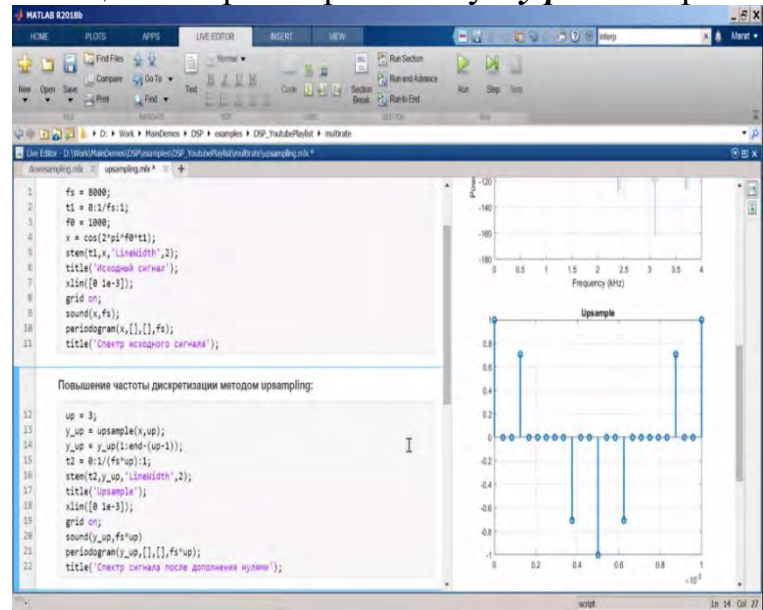 MATLAB R2018b
HOME PLOTS APPS LIVE EDITOR INSERT VIEW interp Marat
New Open Save Find Files Compare Print Go To Find Text Normal B I U M Code Section Break Run Section Run and Advance Run to End Run Step Stop
FILE NAVIGATE TEXT CODE SECTION RUN
D: Work MainDemos DSP examples DSP_YoutubePlaylist multirate
Live Editor - D:\Work\MainDemos\DSP\examples\DSP_YoutubePlaylist\multirate\upsampling.mlx *
downsampling.mlx upsampling.mlx * +
1 fs = 8000;
2 t1 = 0:1/fs:1;
3 f0 = 1000;
4 x = cos(2*pi*f0*t1);
5 stem(t1,x,'LineWidth',2);
6 title('Исходный сигнал');
7 xlim([0 1e-3]);
8 grid on;
9 sound(x,fs);
10 periodogram(x,[],[],fs);
11 title('Спектр исходного сигнала');
Повышение частоты дискретизации методом upsampling:
12 up = 3;
13 y_up = upsample(x,up);
14 y_up = y_up(1:end-(up-1));
15 t2 = 0:1/(fs*up):1;
16 stem(t2,y_up,'LineWidth',2);
17 title('Upsample');
18 xlim([0 1e-3]);
19 grid on;
20 sound(y_up,fs*up)
21 periodogram(y_up,[],[],fs*up);
22 title('Спектр сигнала после дополнения нулями');
-120
-140
-160
-180
0 0.5 1 1.5 2 2.5 3 3.5 4
Frequency (kHz)
Upsample
1
0.8
0.6
0.4
0.2
0
-0.2
-0.4
-0.6
-0.8
-1
0 0.2 0.4 0.6 0.8 1
×10⁻³
script Ln 14 Col 27